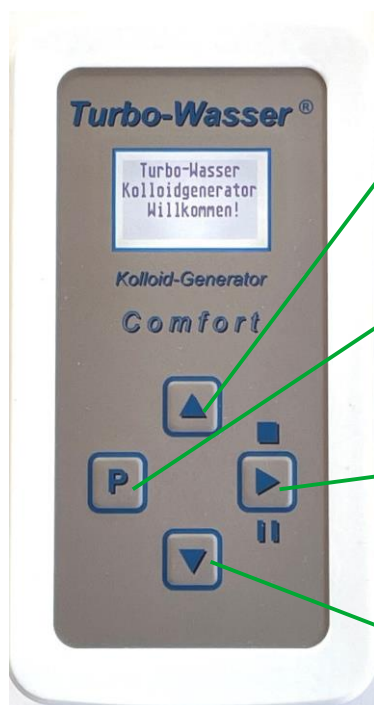 Turbo-Wasser®
Turbo-Wasser
Kolloidgenerator
Willkommen!
Kolloid-Generator
Comfort
P